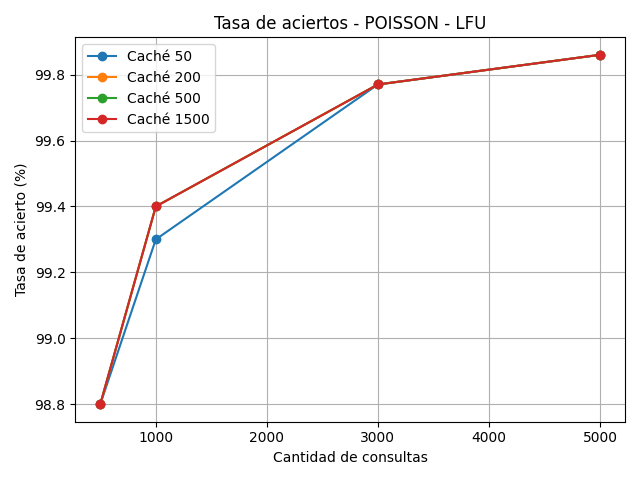 Tasa de aciertos - POISSON - LFU
Caché 50
Caché 200
Caché 500
Caché 1500
Tasa de acierto (%)
99.8
99.6
99.4
99.2
99.0
98.8
1000
2000
3000
4000
5000
Cantidad de consultas